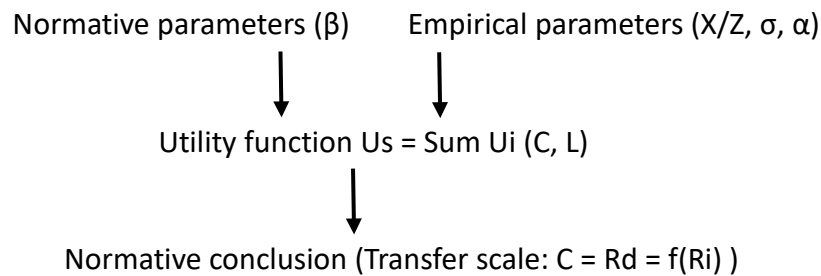 Normative parameters (β) Empirical parameters (X/Z, σ, α)
Utility function Us = Sum Ui (C, L)
Normative conclusion (Transfer scale: C = Rd = f(Ri) )